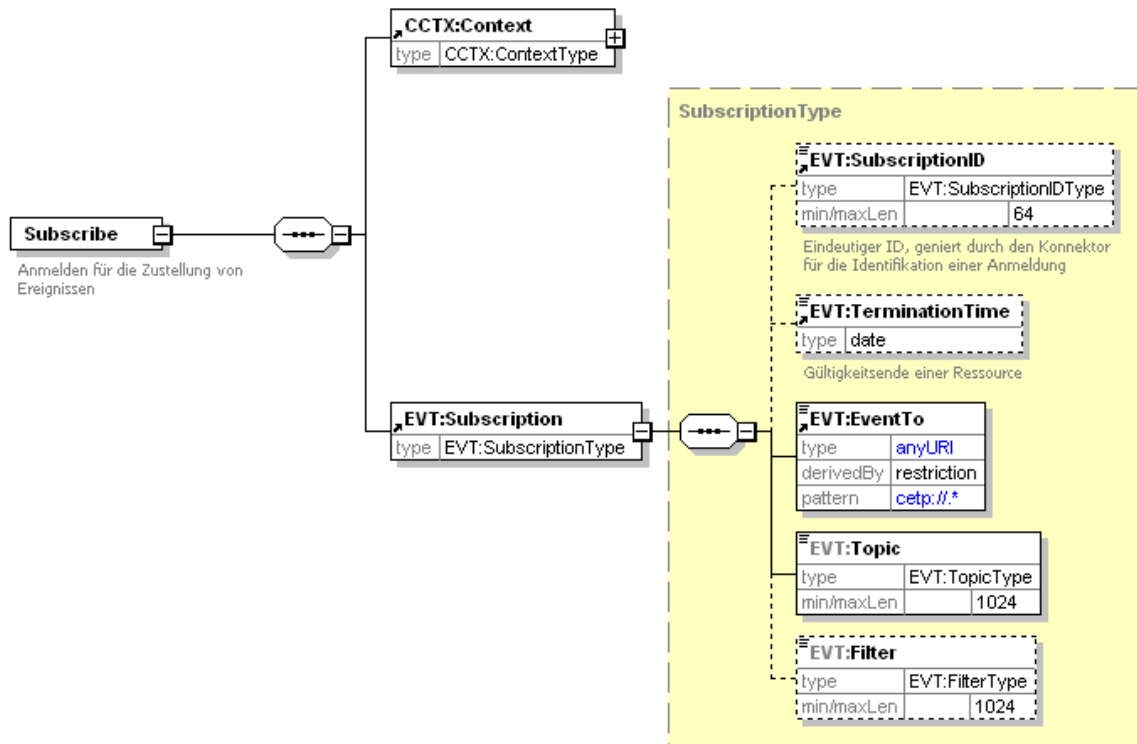 CCTX:Context
type CCTX:ContextType
SubscriptionType
EVT:SubscriptionID
type EVT:SubscriptionIDType
min/maxLen 64
Eindeutiger ID, geniert durch den Konnektor
für die Identifikation einer Anmeldung
Subscribe
Anmelden für die Zustellung von
Ereignissen
EVT:TerminationTime
type date
Gültigkeitsende einer Ressource
EVT:Subscription
type EVT:SubscriptionType
EVT:EventTo
type anyURI
derivedBy restriction
pattern cetp://.*
EVT:Topic
type EVT:TopicType
min/maxLen 1024
EVT:Filter
type EVT:FilterType
min/maxLen 1024